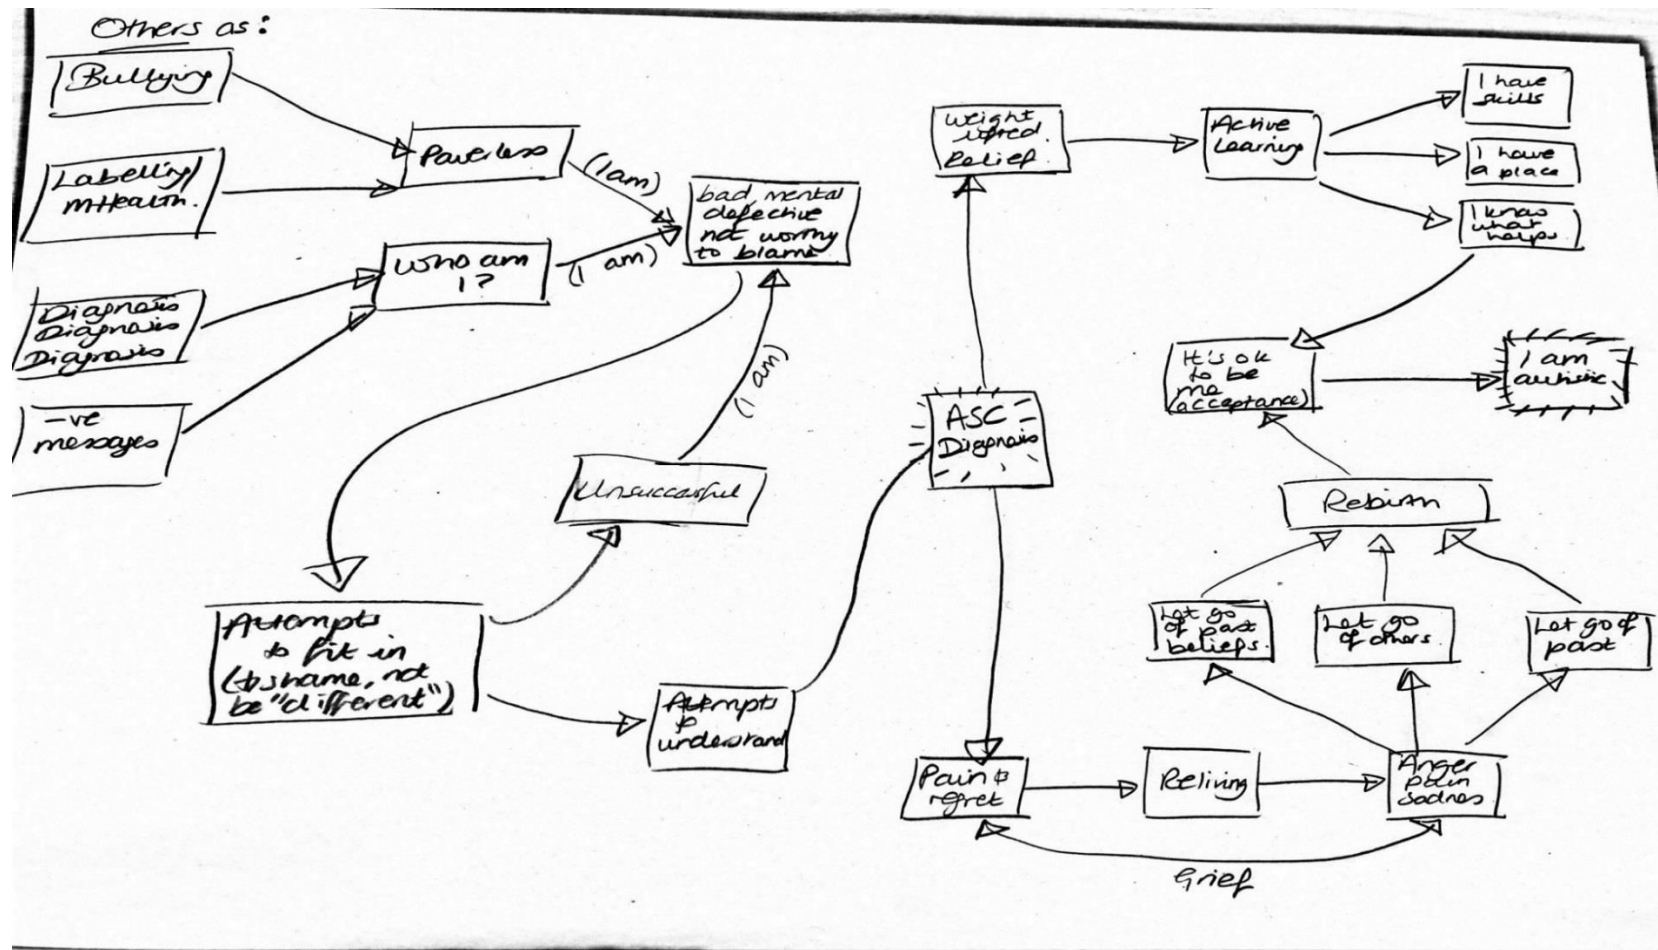 Others as:
Bullying
Labelling/
mHealth.
Diagnosis
Diagnosis
Diagnosis
-ve
messages
Powerless
Who am
I?
(I am)
(I am)
bad, mental
defective
not worthy
to blame
(I am)
Unsuccessful
Attempts
to fit in
(to shame, not
be "different")
Attempts
to
understand
ASC
Diagnosis
Weight
lifted.
Relief.
Active
Learning
I have
skills
I have
a place
I know
what
helps.
It's ok
to be
me
(acceptance)
I am
autistic
Rebirth
Let go
of past
beliefs.
Let go
of others.
Let go of
past
Pain &
regret
Reliving
Anger
pain
sadness
Grief